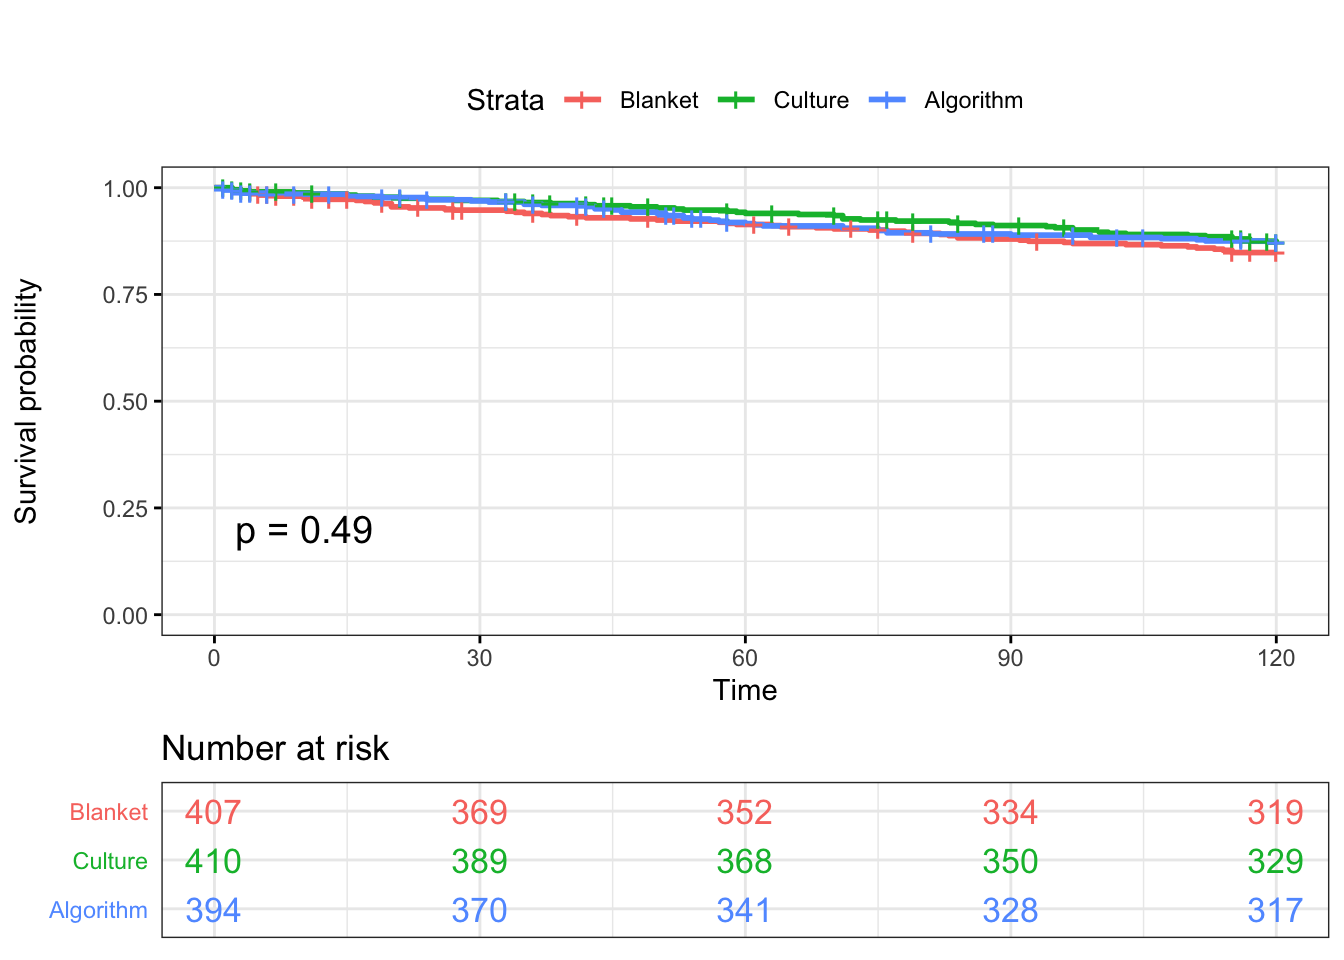 Strata Blanket Culture Algorithm
1.00
0.75
0.50
0.25
0.00
Survival probability
p = 0.49
0 30 60 90 120
Time
Number at risk
Blanket 407 369 352 334 319
Culture 410 389 368 350 329
Algorithm 394 370 341 328 317